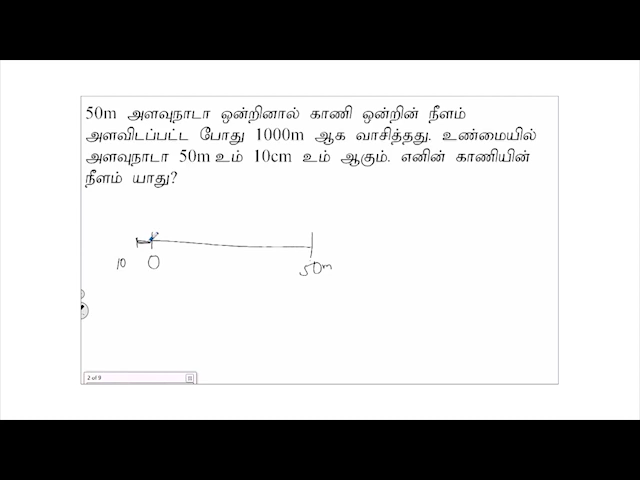 50m அளவுநாடா ஒன்றினால் காணி ஒன்றின் நீளம்
அளவிடப்பட்ட போது 1000m ஆக வாசித்தது. உண்மையில்
அளவுநாடா 50m உம் 10cm உம் ஆகும். எனின் காணியின்
நீளம் யாது?
10 0 50m
2 of 9